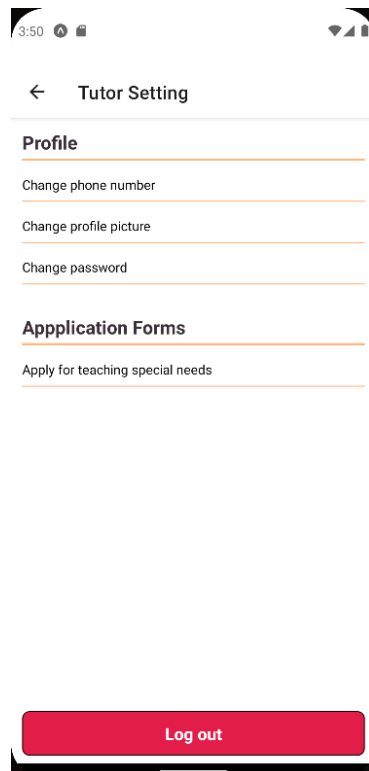 3:50
Tutor Setting
Profile
Change phone number
Change profile picture
Change password
Appplication Forms
Apply for teaching special needs
Log out